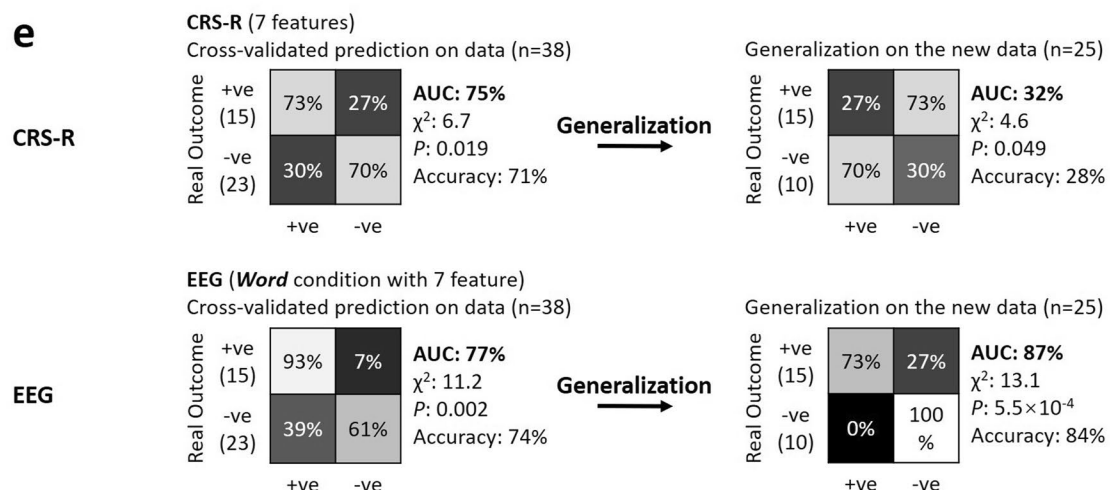 e
CRS-R (7 features)
Cross-validated prediction on data (n=38)
CRS-R
Real Outcome
+ve
(15)
-ve
(23)
73% 27%
30% 70%
+ve -ve
AUC: 75%
χ²: 6.7
P: 0.019
Accuracy: 71%
Generalization
Generalization on the new data (n=25)
Real Outcome
+ve
(15)
-ve
(10)
27% 73%
70% 30%
+ve -ve
AUC: 32%
χ²: 4.6
P: 0.049
Accuracy: 28%
EEG (Word condition with 7 feature)
Cross-validated prediction on data (n=38)
EEG
Real Outcome
+ve
(15)
-ve
(23)
93% 7%
39% 61%
+ve -ve
AUC: 77%
χ²: 11.2
P: 0.002
Accuracy: 74%
Generalization
Generalization on the new data (n=25)
Real Outcome
+ve
(15)
-ve
(10)
73% 27%
0% 100
%
+ve -ve
AUC: 87%
χ²: 13.1
P: 5.5×10⁻⁴
Accuracy: 84%